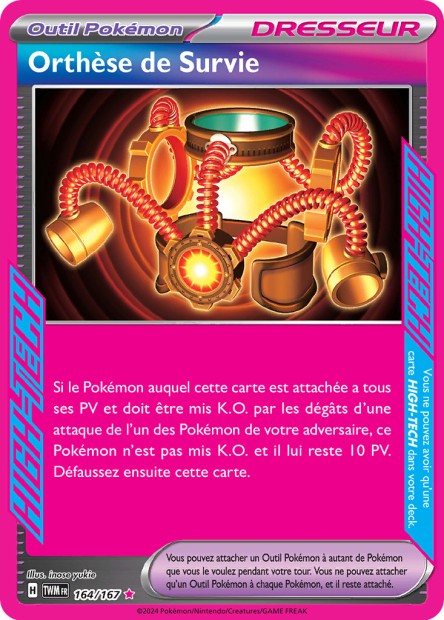 Outil Pokémon
DRESSEUR
Orthèse de Survie
HIGH-TECH
HIGH-TECH
Vous ne pouvez avoir qu'une
carte HIGH-TECH dans votre deck.
Si le Pokémon auquel cette carte est attachée a tous
ses PV et doit être mis K.O. par les dégâts d'une
attaque de l'un des Pokémon de votre adversaire, ce
Pokémon n'est pas mis K.O. et il lui reste 10 PV.
Défaussez ensuite cette carte.
Vous pouvez attacher un Outil Pokémon à autant de Pokémon
que vous le voulez pendant votre tour. Vous ne pouvez attacher
qu'un Outil Pokémon à chaque Pokémon, et il reste attaché.
Illus. inose yukie
H TWM FR 164/167
©2024 Pokémon/Nintendo/Creatures/GAME FREAK